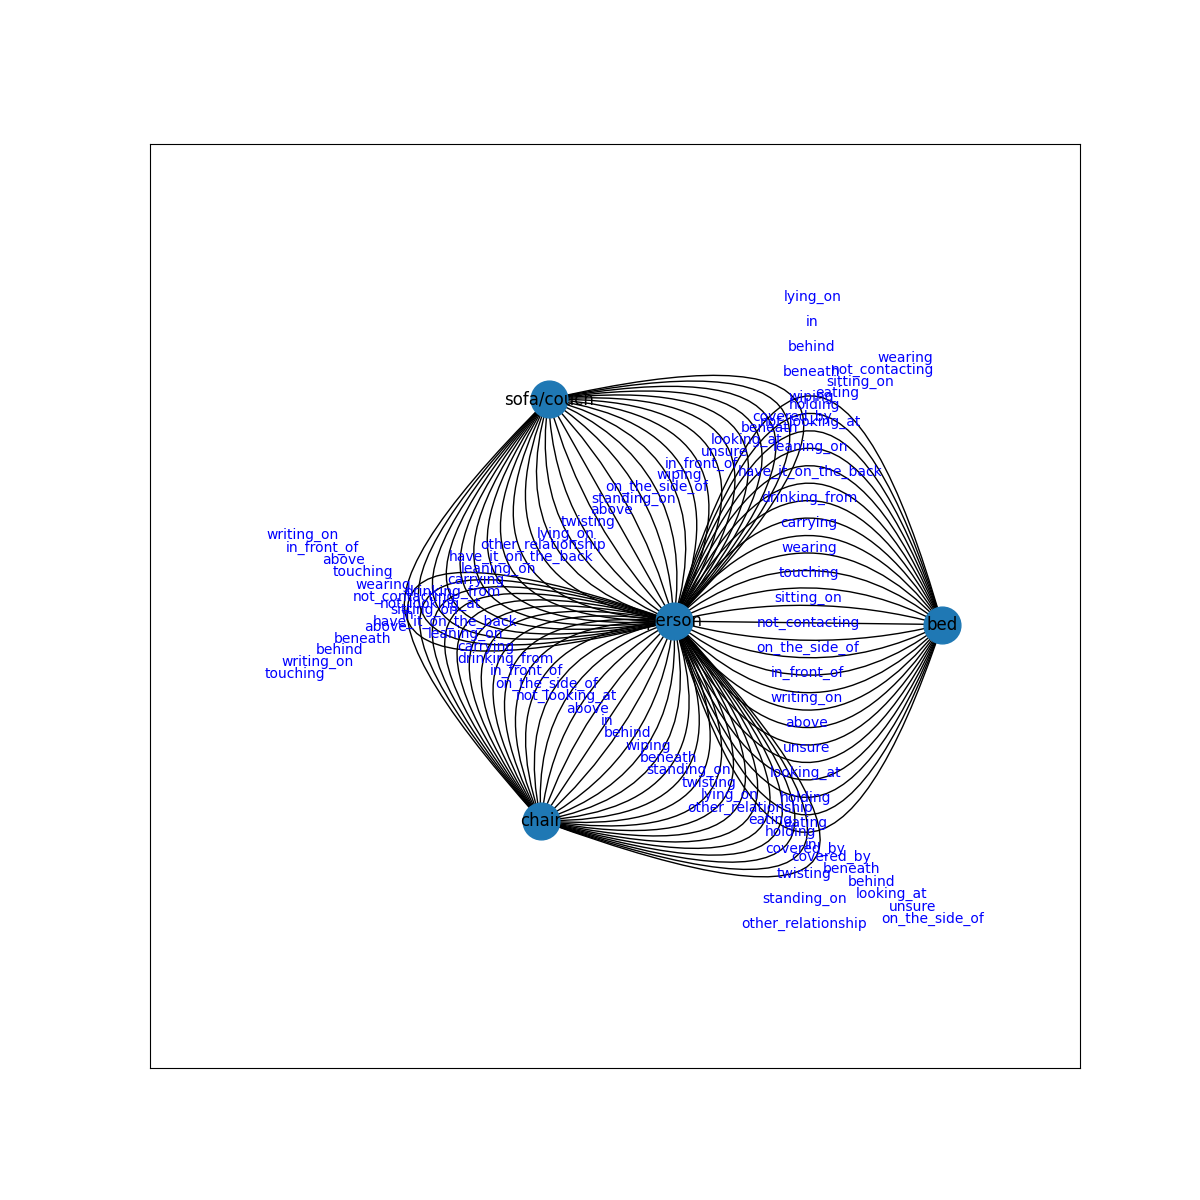 lying_on
in
behind
wearing
beneath
not_contacting
sitting_on
eating
wiping
sofa/couch
holding
covered_by
not_looking_at
beneath
looking_at
leaning_on
unsure
in_front_of
have_it_on_the_back
wiping
on_the_side_of
drinking_from
standing_on
above
twisting
carrying
lying_on
writing_on
other_relationship
in_front_of
wearing
have_it_on_the_back
above
leaning_on
touching
touching
carrying
wearing
drinking_from
not_contacting
sitting_on
not_looking_at
sitting_on
have_it_on_the_back
person
not_contacting
bed
above
leaning_on
beneath
carrying
on_the_side_of
behind
drinking_from
writing_on
in_front_of
in_front_of
touching
on_the_side_of
not_looking_at
writing_on
above
in
above
behind
wiping
unsure
beneath
standing_on
looking_at
twisting
lying_on
holding
other_relationship
chair
eating
eating
holding
in
covered_by
covered_by
beneath
twisting
behind
looking_at
standing_on
unsure
on_the_side_of
other_relationship